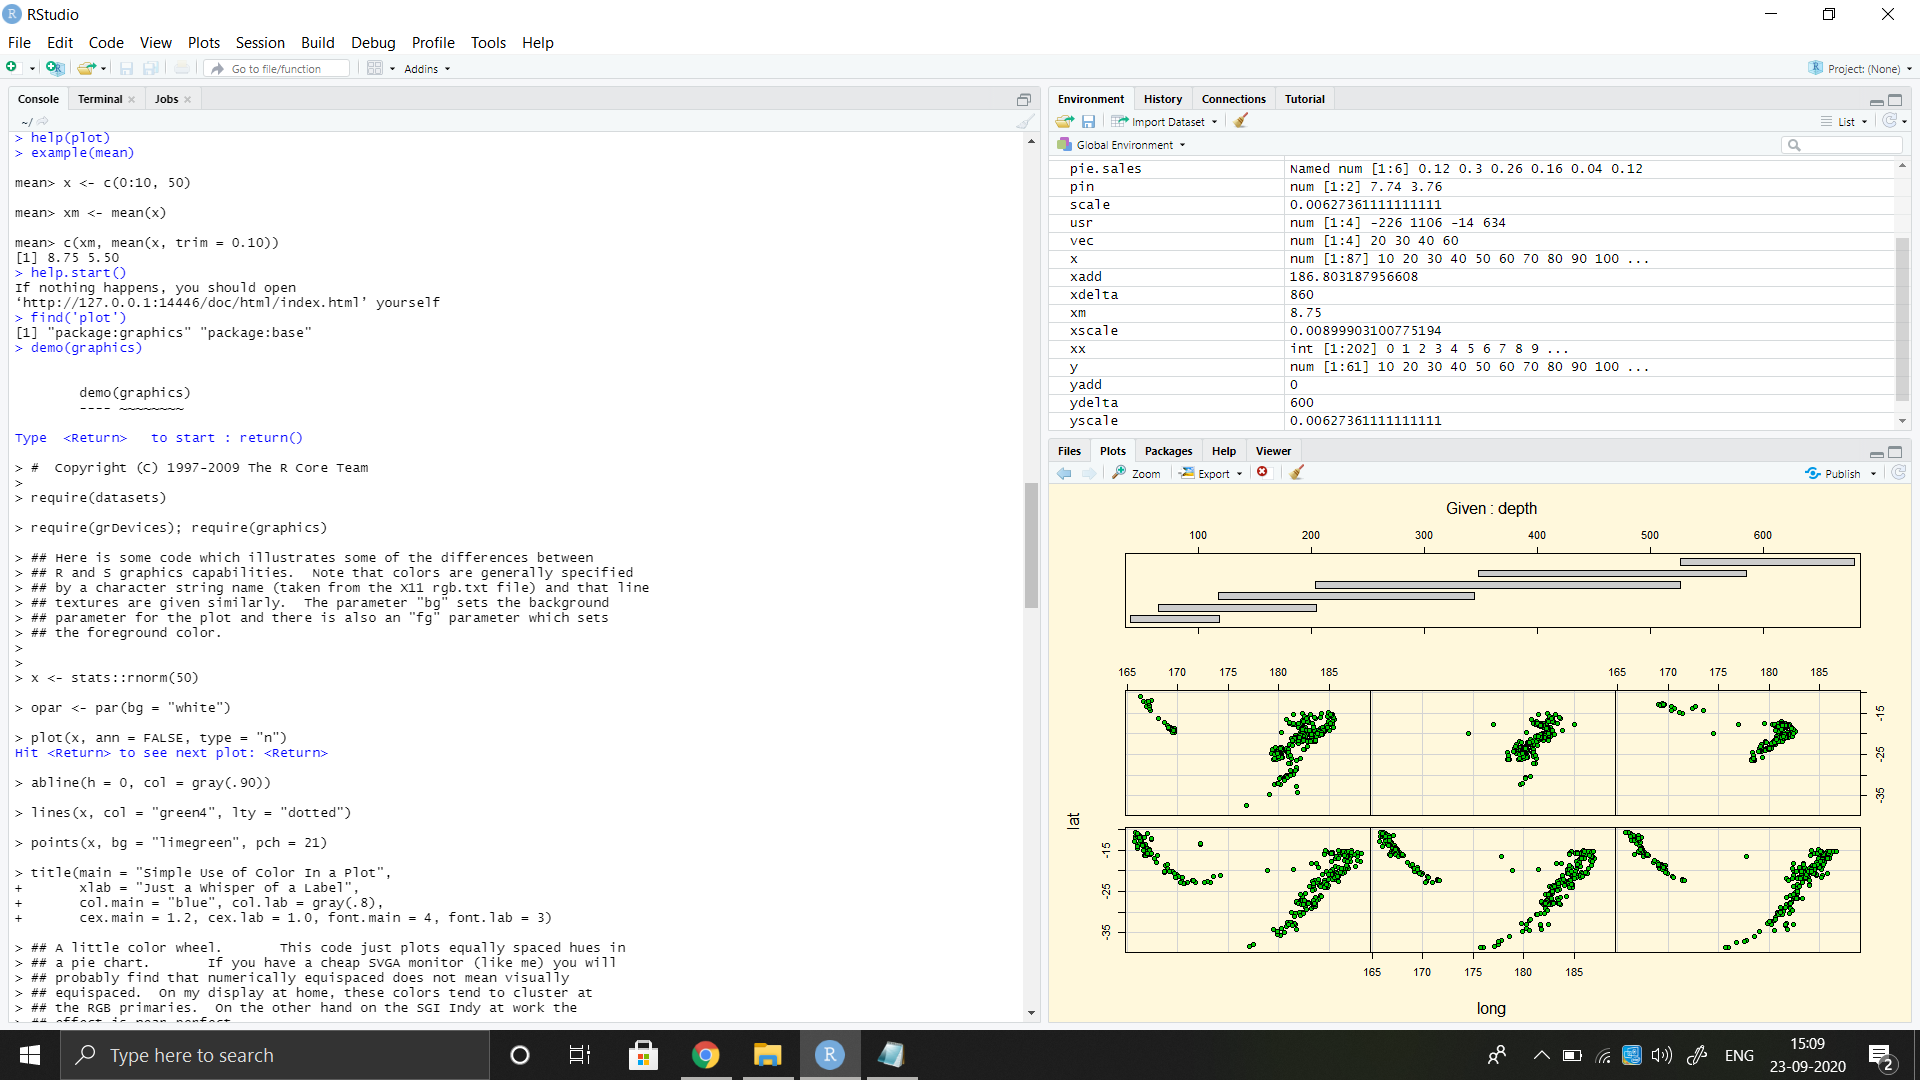 RStudio
File Edit Code View Plots Session Build Debug Profile Tools Help
Go to file/function Addins Project: (None)
Console Terminal Jobs
~/
> help(plot)
> example(mean)
mean> x <- c(0:10, 50)
mean> xm <- mean(x)
mean> c(xm, mean(x, trim = 0.10))
[1] 8.75 5.50
> help.start()
If nothing happens, you should open
‘http://127.0.0.1:14446/doc/html/index.html’ yourself
> find('plot')
[1] "package:graphics" "package:base"
> demo(graphics)
demo(graphics)
---- ~~~~~~~~
Type <Return> to start : return()
> # Copyright (C) 1997-2009 The R Core Team
>
> require(datasets)
> require(grDevices); require(graphics)
> ## Here is some code which illustrates some of the differences between
> ## R and S graphics capabilities. Note that colors are generally specified
> ## by a character string name (taken from the X11 rgb.txt file) and that line
> ## textures are given similarly. The parameter "bg" sets the background
> ## parameter for the plot and there is also an "fg" parameter which sets
> ## the foreground color.
>
>
> x <- stats::rnorm(50)
> opar <- par(bg = "white")
> plot(x, ann = FALSE, type = "n")
Hit <Return> to see next plot: <Return>
> abline(h = 0, col = gray(.90))
> lines(x, col = "green4", lty = "dotted")
> points(x, bg = "limegreen", pch = 21)
> title(main = "Simple Use of Color In a Plot",
+ xlab = "Just a Whisper of a Label",
+ col.main = "blue", col.lab = gray(.8),
+ cex.main = 1.2, cex.lab = 1.0, font.main = 4, font.lab = 3)
> ## A little color wheel. This code just plots equally spaced hues in
> ## a pie chart. If you have a cheap SVGA monitor (like me) you will
> ## probably find that numerically equispaced does not mean visually
> ## equispaced. On my display at home, these colors tend to cluster at
> ## the RGB primaries. On the other hand on the SGI Indy at work the
Environment History Connections Tutorial
Import Dataset List
Global Environment
pie.sales Named num [1:6] 0.12 0.3 0.26 0.16 0.04 0.12
pin num [1:2] 7.74 3.76
scale 0.00627361111111111
usr num [1:4] -226 1106 -14 634
vec num [1:4] 20 30 40 60
x num [1:87] 10 20 30 40 50 60 70 80 90 100 ...
xadd 186.803187956608
xdelta 860
xm 8.75
xscale 0.00899903100775194
xx int [1:202] 0 1 2 3 4 5 6 7 8 9 ...
y num [1:61] 10 20 30 40 50 60 70 80 90 100 ...
yadd 0
ydelta 600
yscale 0.00627361111111111
Files Plots Packages Help Viewer
Zoom Export Publish
Given : depth
100 200 300 400 500 600
165 170 175 180 185 165 170 175 180 185
-15
-25
-35
lat
-15
-25
-35
165 170 175 180 185
long
Type here to search
ENG
15:09
23-09-2020
2